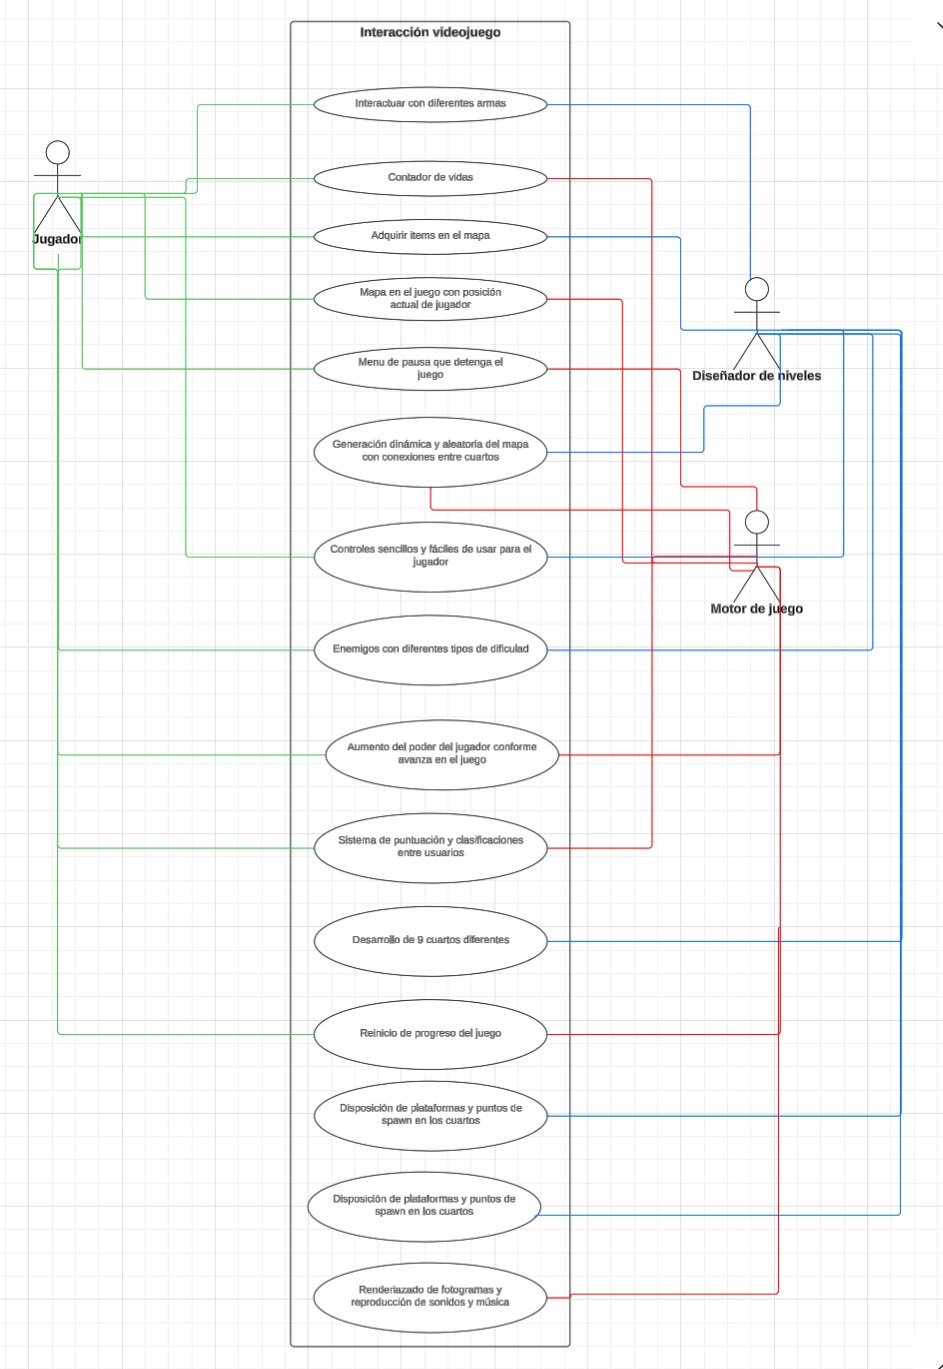 Interacción videojuego
Interactuar con diferentes armas
Contador de vidas
Jugador
Adquirir items en el mapa
Mapa en el juego con posición
actual de jugador
Menu de pausa que detenga el
juego
Diseñador de niveles
Generación dinámica y aleatoria del mapa
con conexiones entre cuartos
Controles sencillos y fáciles de usar para el
jugador
Motor de juego
Enemigos con diferentes tipos de dificulad
Aumento del poder del jugador conforme
avanza en el juego
Sistema de puntuación y clasificaciones
entre usuarios
Desarrollo de 9 cuartos diferentes
Reinicio de progreso del juego
Disposición de plataformas y puntos de
spawn en los cuartos
Disposición de plataformas y puntos de
spawn en los cuartos
Renderiazado de fotogramas y
reproducción de sonidos y música